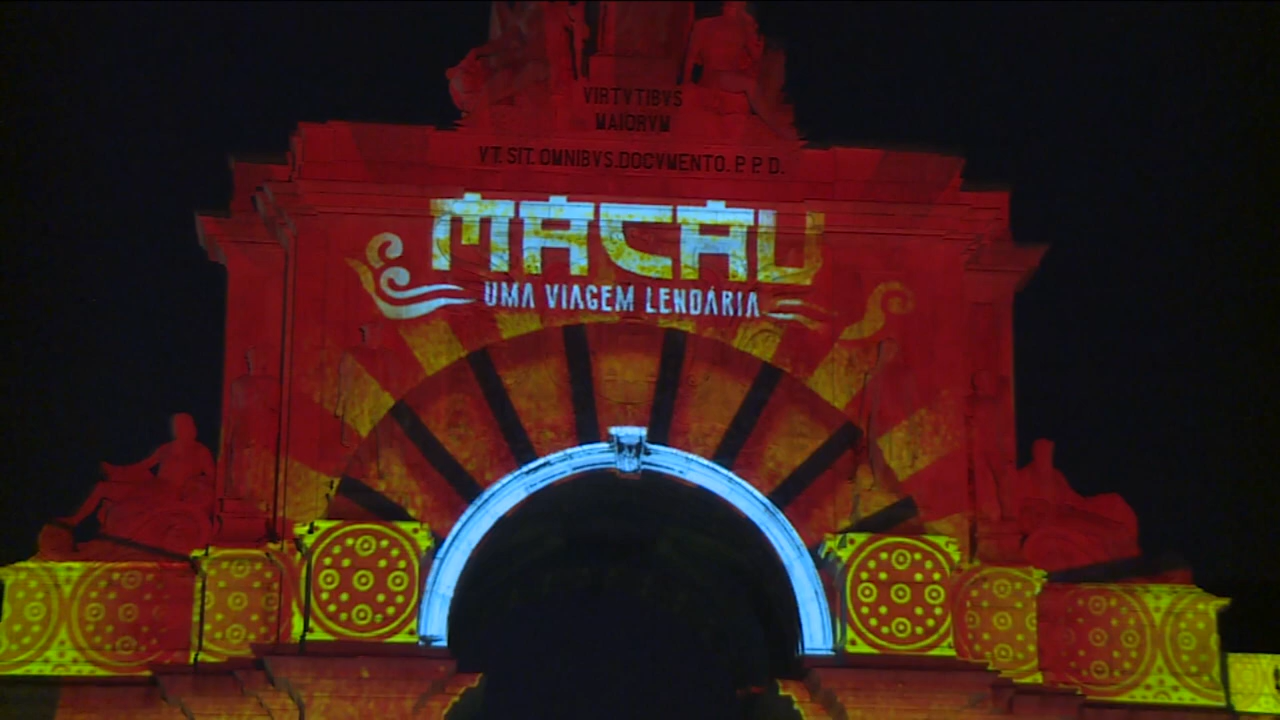 VIRTVTIBVS
MAIORVM
VT. SIT. OMNIBVS. DOCVMENTO. P. P. D.
MACAU
UMA VIAGEM LENDÁRIA